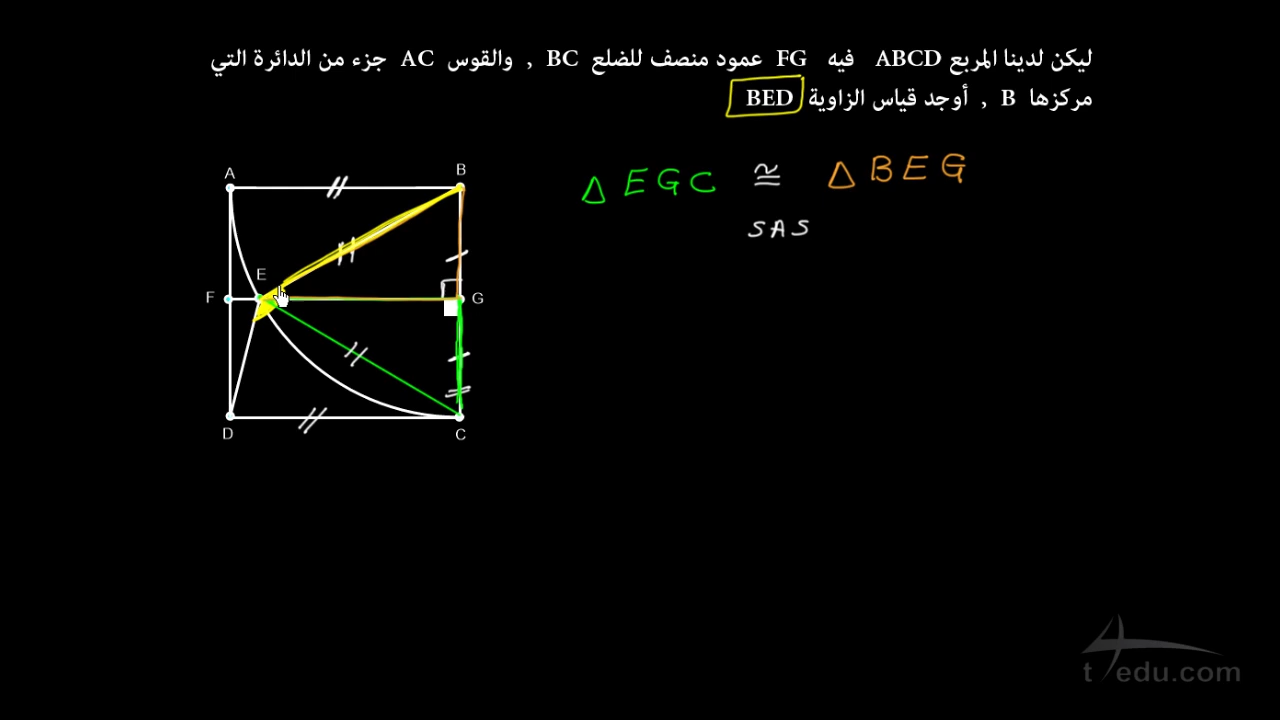 ليكن لدينا المربع ABCD فيه FG عمود منصف للضلع BC , والقوس AC جزء من الدائرة التي
مركزها B , أوجد قياس الزاوية BED
Δ EGC ≅ Δ BEG
SAS
A B
E
F G
D C
t4edu.com